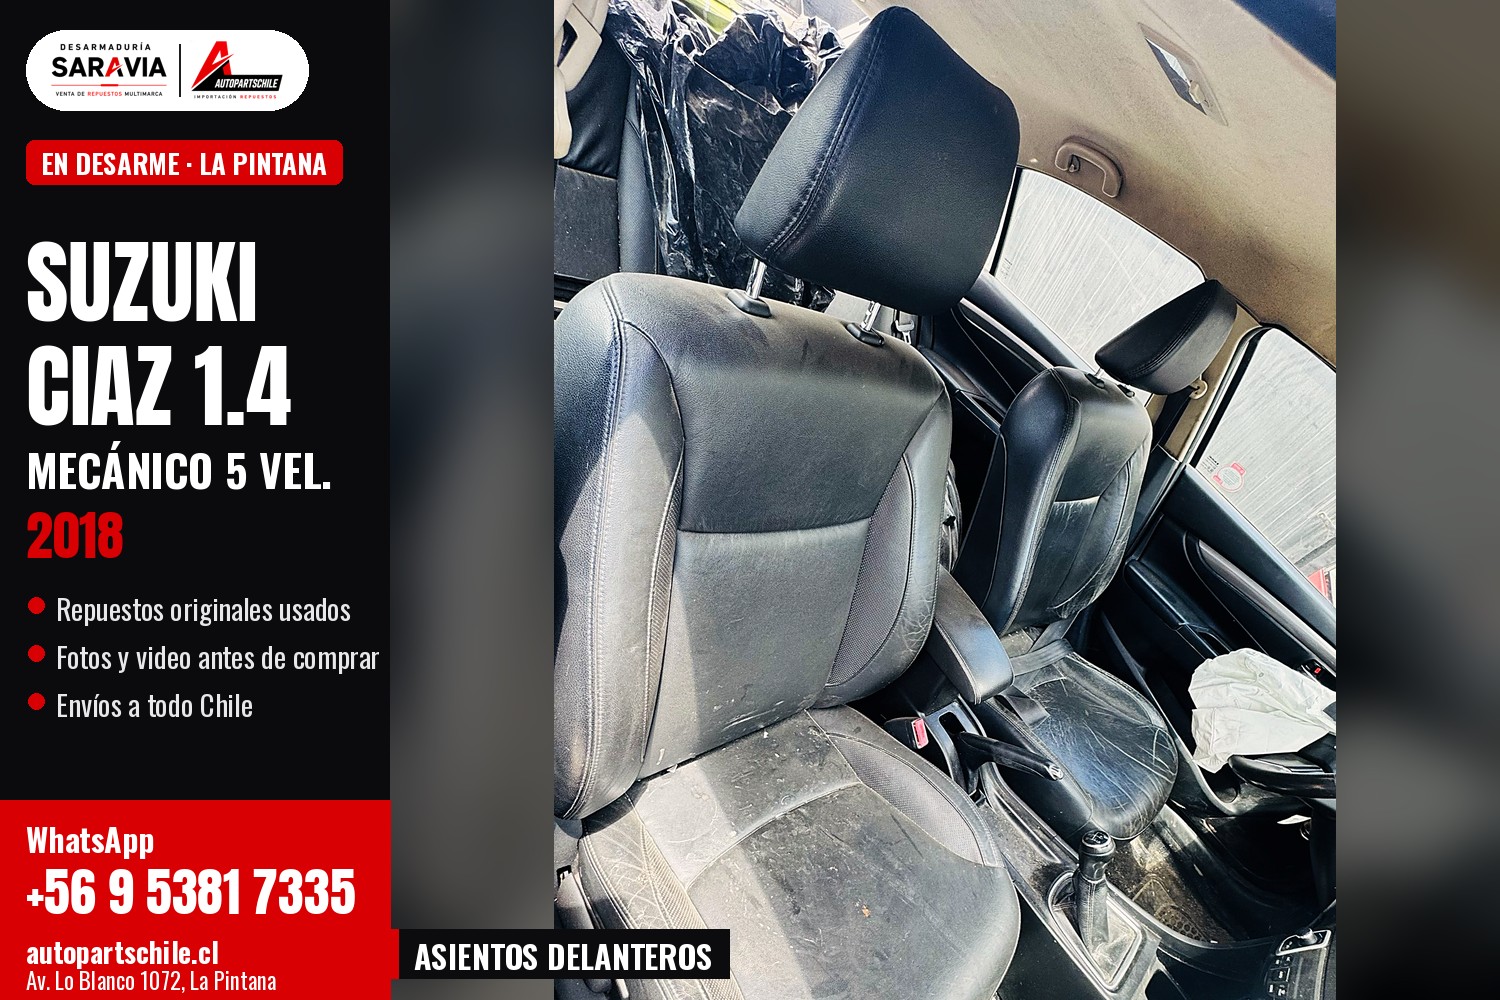 DESARMADURÍA
SARAVIA
VENTA DE REPUESTOS MULTIMARCA
AUTOPARTSCHILE
IMPORTACIÓN REPUESTOS
EN DESARME · LA PINTANA
SUZUKI
CIAZ 1.4
MECÁNICO 5 VEL.
2018
Repuestos originales usados
Fotos y video antes de comprar
Envíos a todo Chile
WhatsApp
+56 9 5381 7335
autopartschile.cl
Av. Lo Blanco 1072, La Pintana
ASIENTOS DELANTEROS